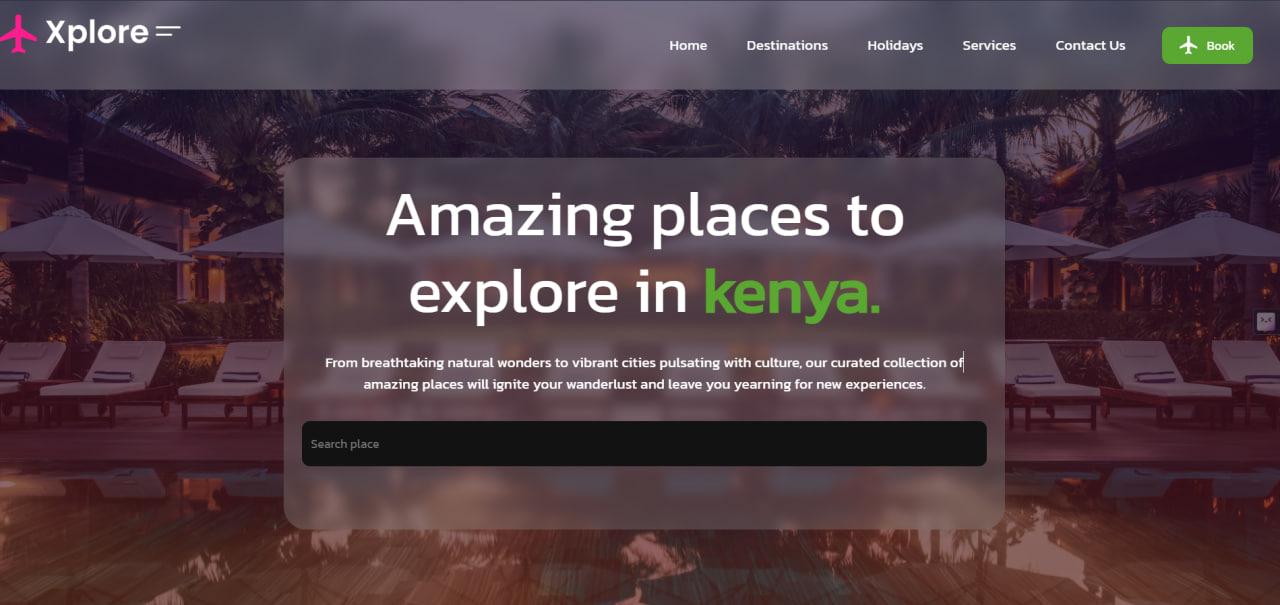 Xplore
Home Destinations Holidays Services Contact Us Book
Amazing places to
explore in kenya.
From breathtaking natural wonders to vibrant cities pulsating with culture, our curated collection of
amazing places will ignite your wanderlust and leave you yearning for new experiences.
Search place